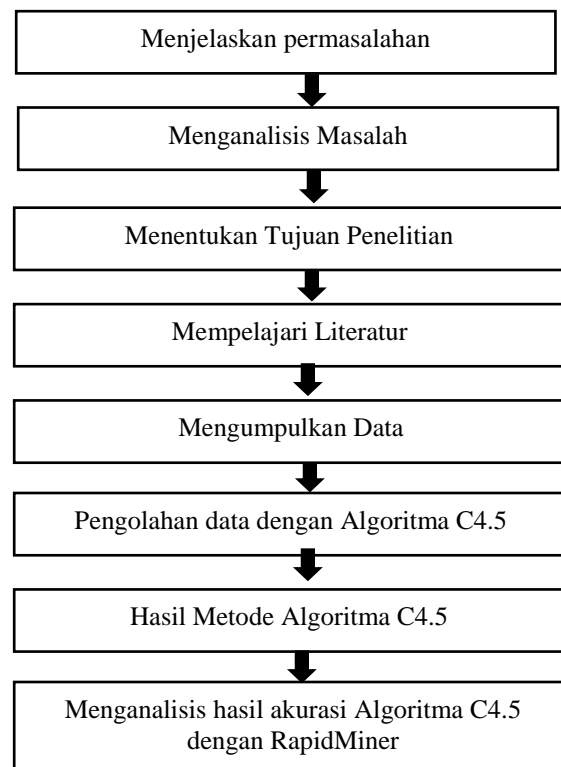 Menjelaskan permasalahan
Menganalisis Masalah
Menentukan Tujuan Penelitian
Mempelajari Literatur
Mengumpulkan Data
Pengolahan data dengan Algoritma C4.5
Hasil Metode Algoritma C4.5
Menganalisis hasil akurasi Algoritma C4.5
dengan RapidMiner